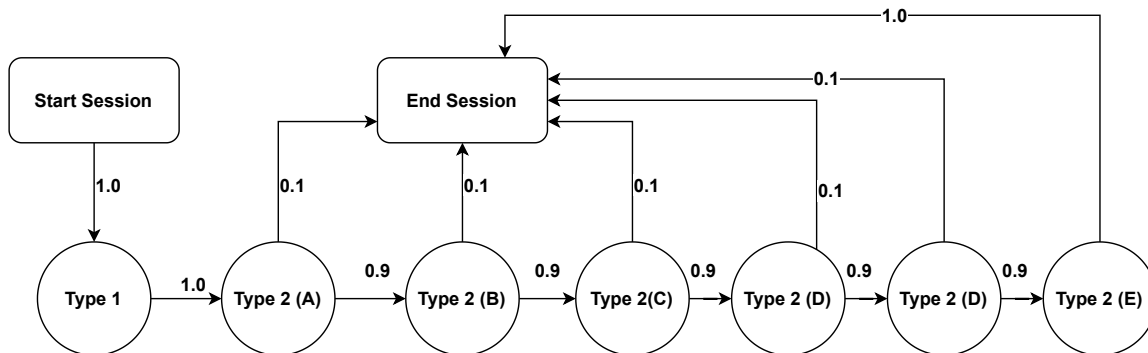 1.0
0.1
Start Session
End Session
1.0
0.1
0.1
0.1
0.1
1.0
0.9
0.9
0.9
0.9
0.9
Type 1
Type 2 (A)
Type 2 (B)
Type 2(C)
Type 2 (D)
Type 2 (D)
Type 2 (E)